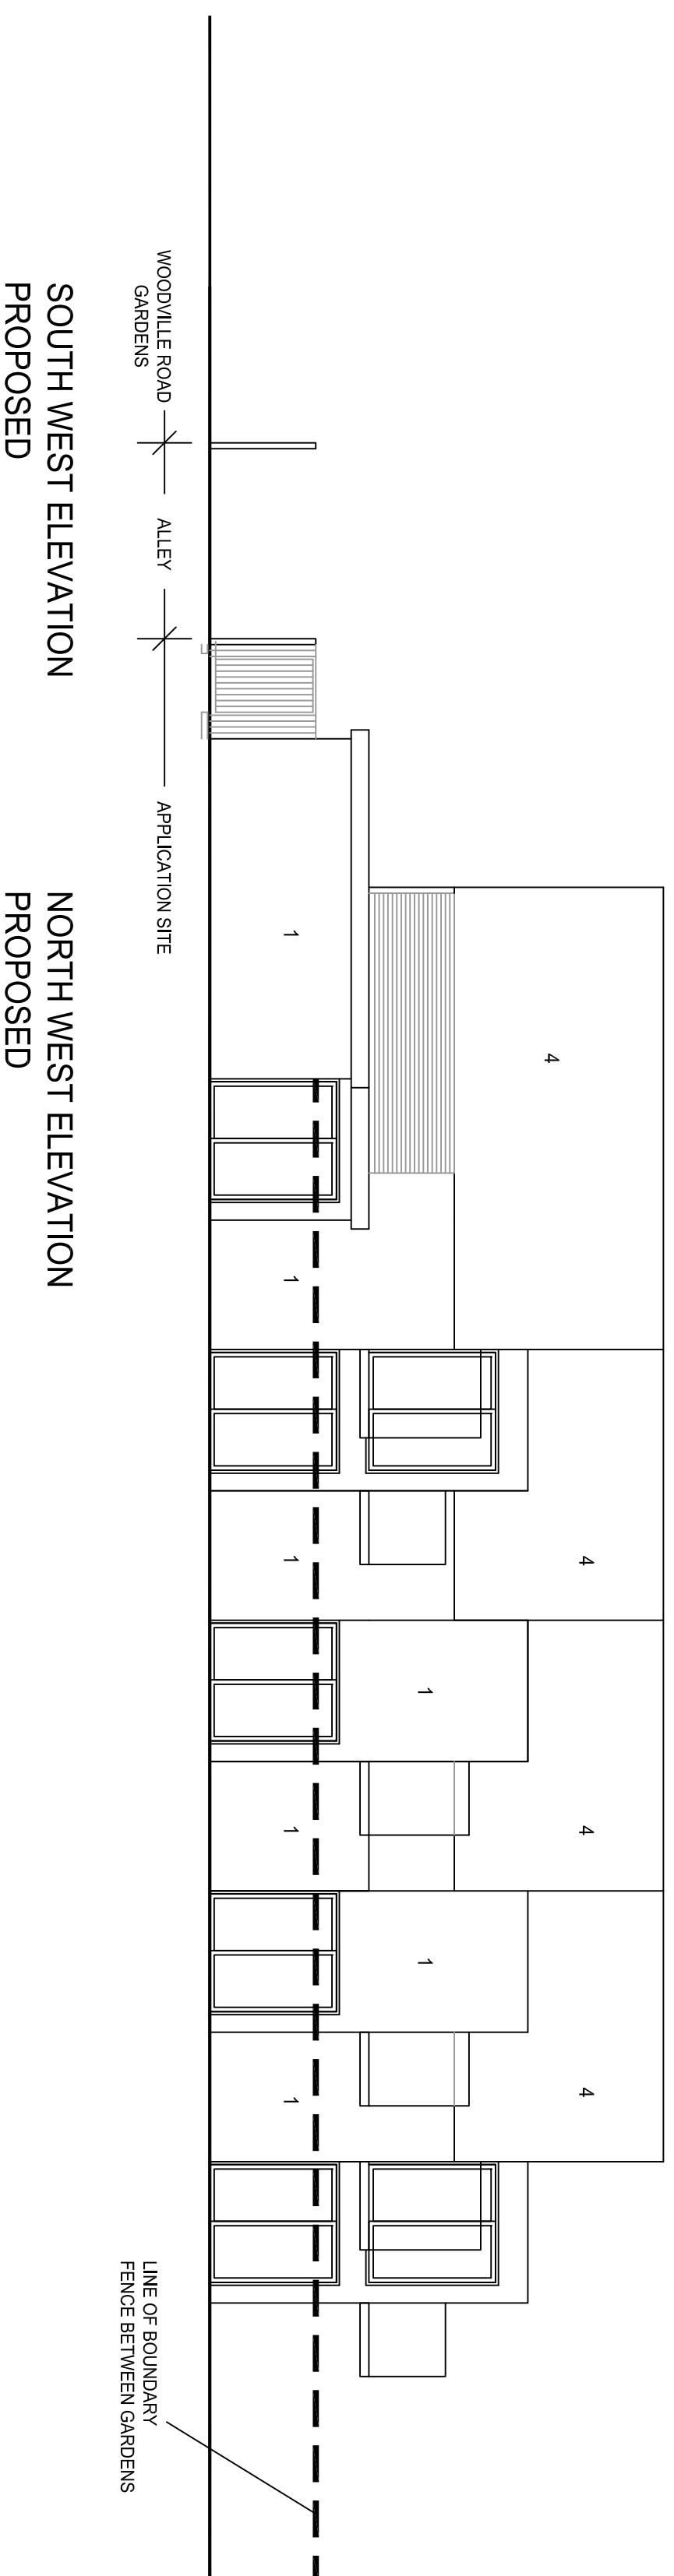 4
4
4
4
1
1
1
1
1
1
1
WOODVILLE ROAD
GARDENS
ALLEY
APPLICATION SITE
LINE OF BOUNDARY
FENCE BETWEEN GARDENS
SOUTH WEST ELEVATION
PROPOSED
NORTH WEST ELEVATION
PROPOSED